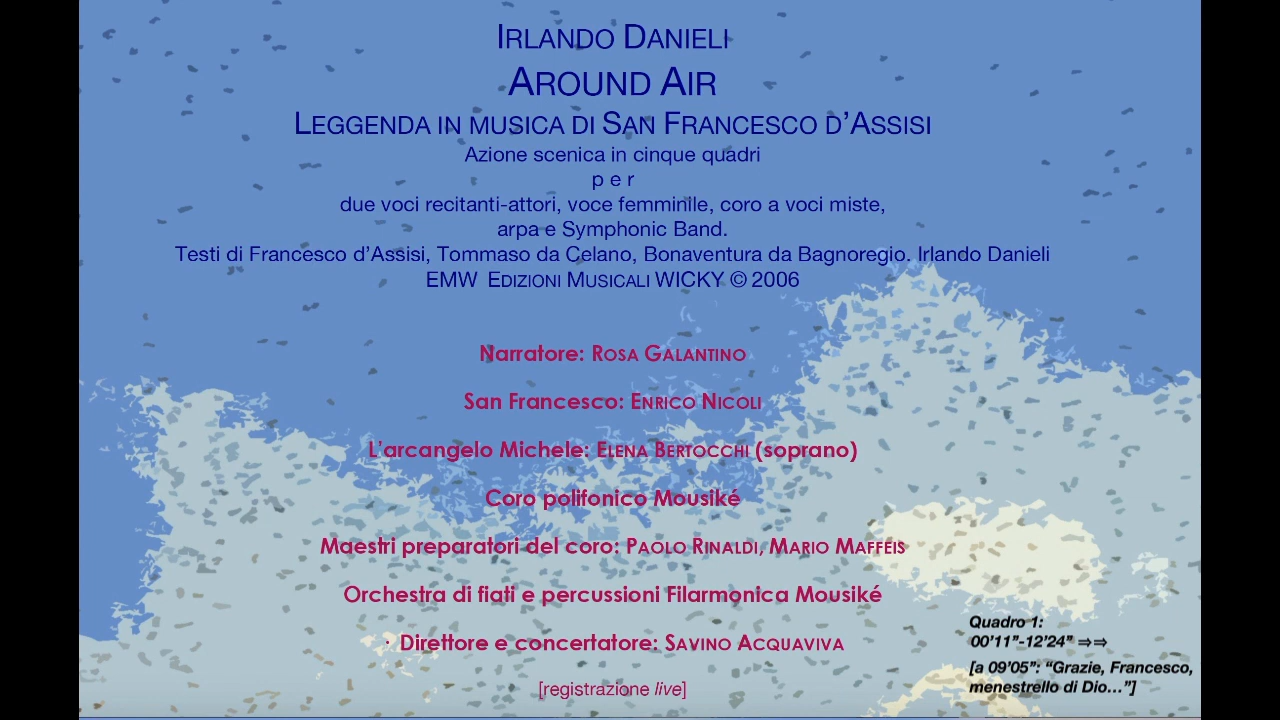 IRLANDO DANIELI
AROUND AIR
LEGGENDA IN MUSICA DI SAN FRANCESCO D'ASSISI
Azione scenica in cinque quadri
p e r
due voci recitanti-attori, voce femminile, coro a voci miste,
arpa e Symphonic Band.
Testi di Francesco d'Assisi, Tommaso da Celano, Bonaventura da Bagnoregio. Irlando Danieli
EMW EDIZIONI MUSICALI WICKY © 2006
Narratore: ROSA GALANTINO
San Francesco: ENRICO NICOLI
L'arcangelo Michele: ELENA BERTOCCHI (soprano)
Coro polifonico Mousiké
Maestri preparatori del coro: PAOLO RINALDI, MARIO MAFFEIS
Orchestra di fiati e percussioni Filarmonica Mousiké
· Direttore e concertatore: SAVINO ACQUAVIVA
[registrazione live]
Quadro 1:
00'11"-12'24" ⇒⇒
[a 09'05": "Grazie, Francesco,
menestrello di Dio…"]